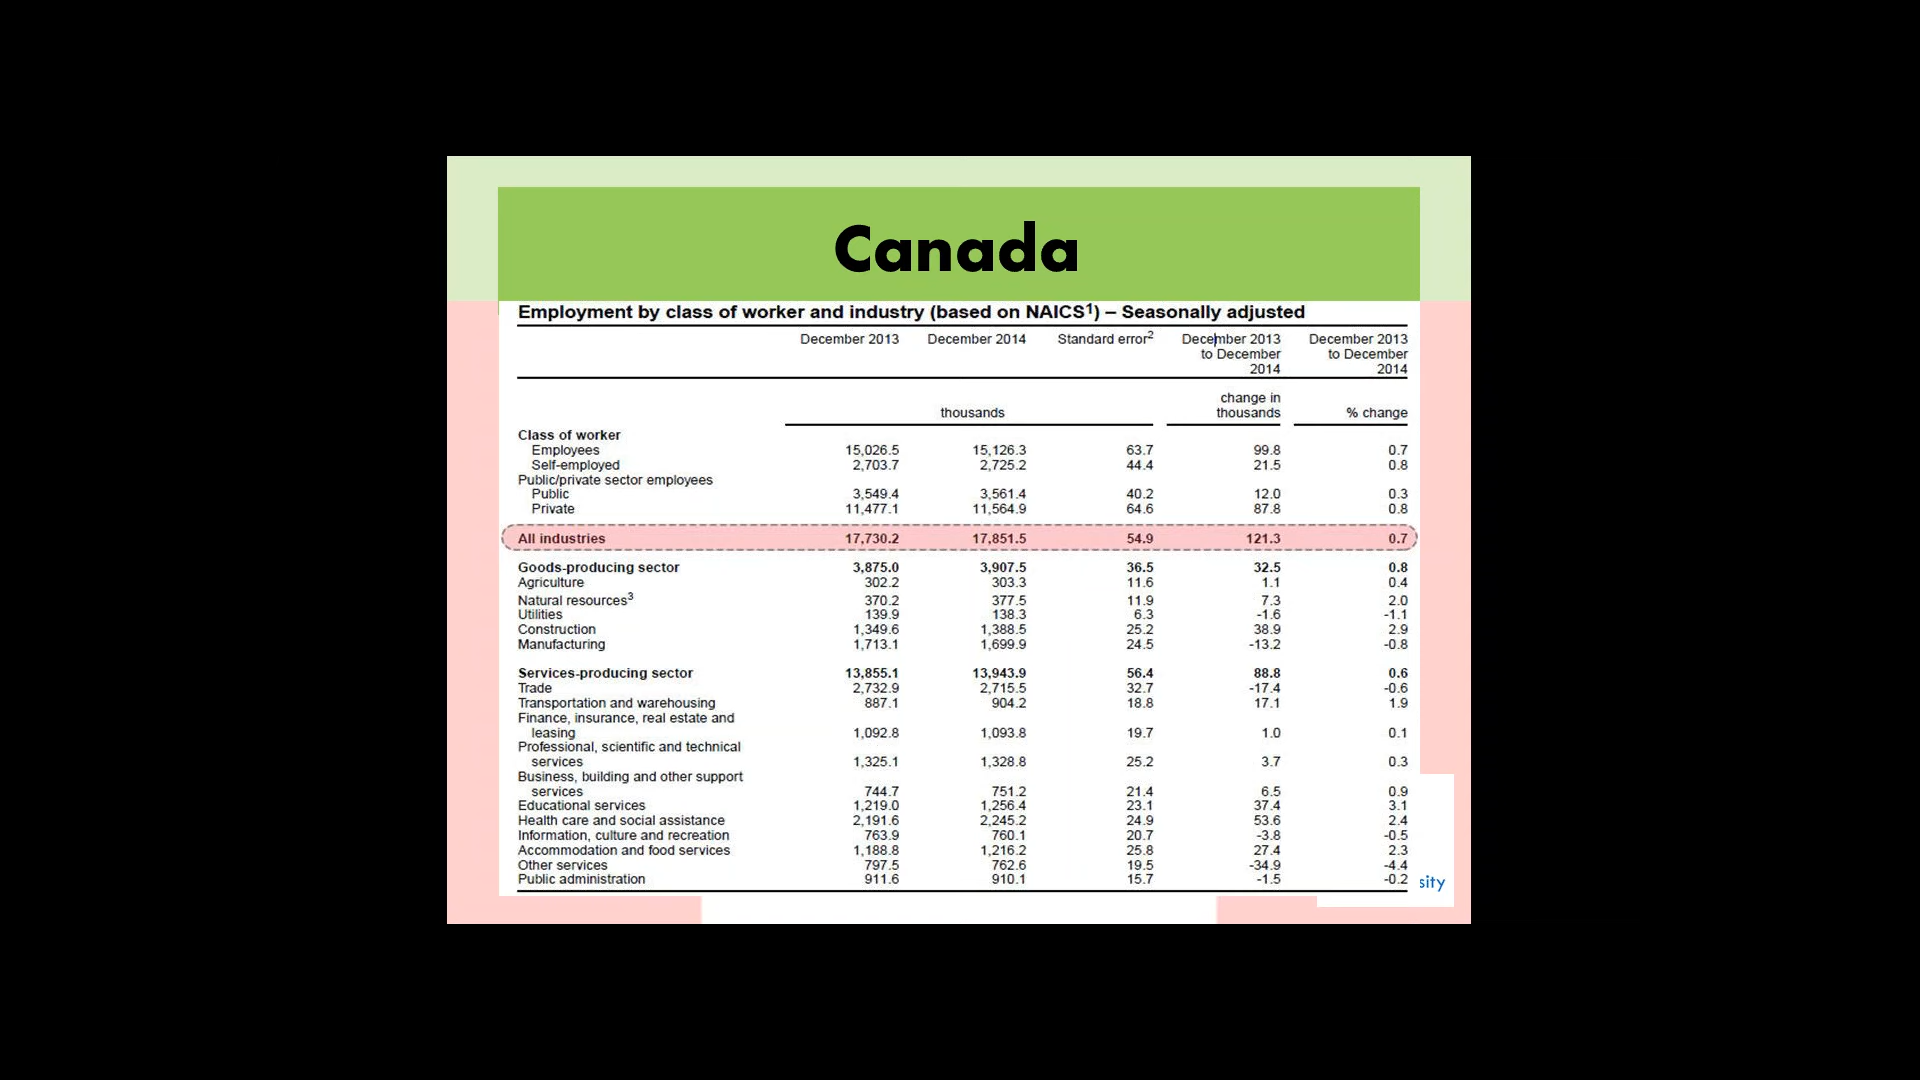 Canada
Employment by class of worker and industry (based on NAICS1) – Seasonally adjusted
December 2013 December 2014 Standard error2 December 2013 to December 2014 December 2013 to December 2014
thousands change in thousands % change
Class of worker
Employees 15,026.5 15,126.3 63.7 99.8 0.7
Self-employed 2,703.7 2,725.2 44.4 21.5 0.8
Public/private sector employees
Public 3,549.4 3,561.4 40.2 12.0 0.3
Private 11,477.1 11,564.9 64.6 87.8 0.8
All industries 17,730.2 17,851.5 54.9 121.3 0.7
Goods-producing sector 3,875.0 3,907.5 36.5 32.5 0.8
Agriculture 302.2 303.3 11.6 1.1 0.4
Natural resources3 370.2 377.5 11.9 7.3 2.0
Utilities 139.9 138.3 6.3 -1.6 -1.1
Construction 1,349.6 1,388.5 25.2 38.9 2.9
Manufacturing 1,713.1 1,699.9 24.5 -13.2 -0.8
Services-producing sector 13,855.1 13,943.9 56.4 88.8 0.6
Trade 2,732.9 2,715.5 32.7 -17.4 -0.6
Transportation and warehousing 887.1 904.2 18.8 17.1 1.9
Finance, insurance, real estate and
leasing 1,092.8 1,093.8 19.7 1.0 0.1
Professional, scientific and technical
services 1,325.1 1,328.8 25.2 3.7 0.3
Business, building and other support
services 744.7 751.2 21.4 6.5 0.9
Educational services 1,219.0 1,256.4 23.1 37.4 3.1
Health care and social assistance 2,191.6 2,245.2 24.9 53.6 2.4
Information, culture and recreation 763.9 760.1 20.7 -3.8 -0.5
Accommodation and food services 1,188.8 1,216.2 25.8 27.4 2.3
Other services 797.5 762.6 19.5 -34.9 -4.4
Public administration 911.6 910.1 15.7 -1.5 -0.2
sity